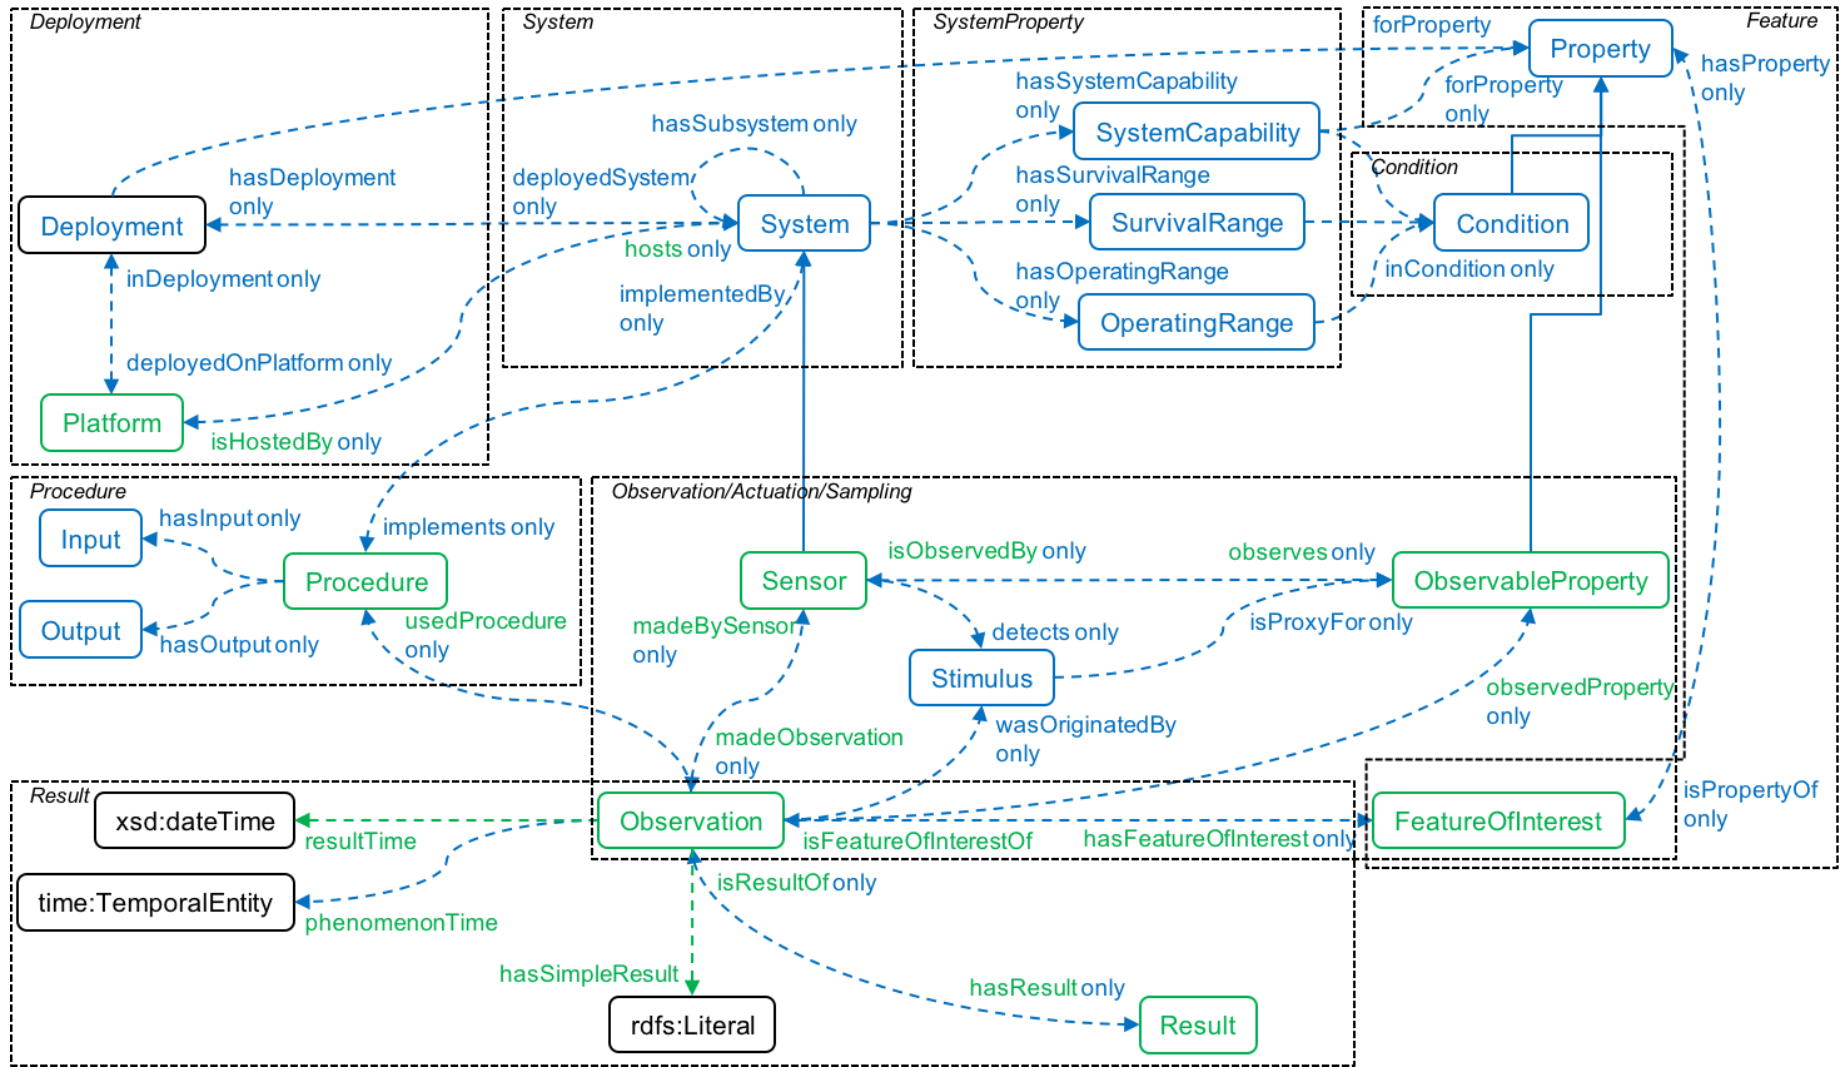 Deployment
System
SystemProperty
Feature
forProperty
Property
hasProperty
only
hasSystemCapability
only
forProperty
only
hasSubsystem only
SystemCapability
Condition
hasDeployment
only
deployedSystem
only
hasSurvivalRange
only
Deployment
System
SurvivalRange
Condition
hosts only
inDeployment only
implementedBy
only
hasOperatingRange
only
inCondition only
OperatingRange
deployedOnPlatform only
Platform
isHostedBy only
Procedure
Observation/Actuation/Sampling
hasInput only
Input
implements only
isObservedBy only
observes only
Procedure
Sensor
ObservableProperty
Output
hasOutput only
usedProcedure
only
madeBySensor
only
detects only
isProxyFor only
Stimulus
observedProperty
only
madeObservation
only
wasOriginatedBy
only
Result
xsd:dateTime
resultTime
Observation
isFeatureOfInterestOf
hasFeatureOfInterest only
FeatureOfInterest
isPropertyOf
only
isResultOf only
time:TemporalEntity
phenomenonTime
hasSimpleResult
hasResult only
rdfs:Literal
Result